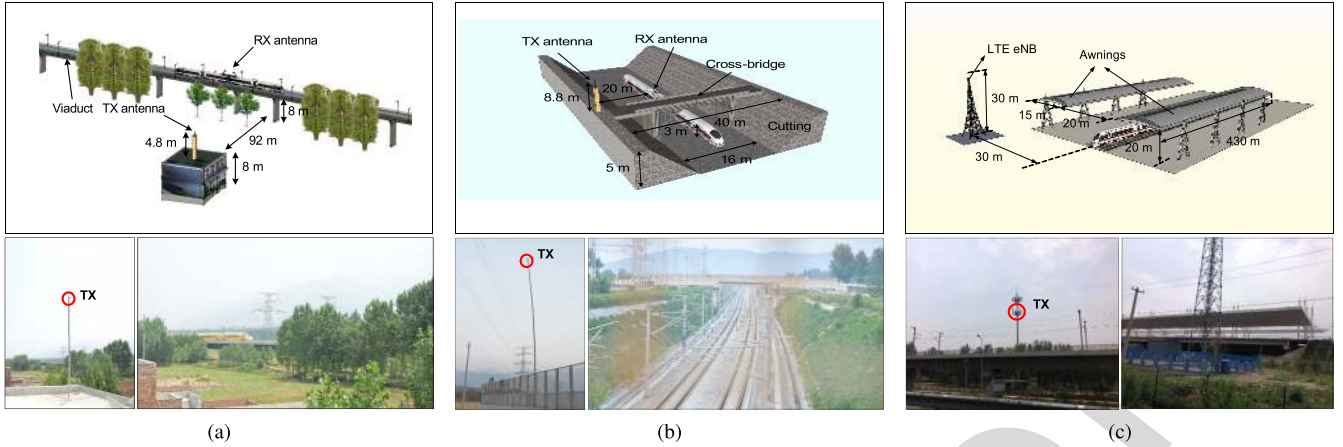 RX antenna
TX antenna
Viaduct
8 m
92 m
4.8 m
8 m
TX antenna
RX antenna
Cross-bridge
20 m
8.8 m
40 m
3 m
Cutting
16 m
5 m
LTE eNB
Awnings
30 m
15 m
20 m
20 m
430 m
30 m
TX
TX
TX
(a)
(b)
(c)